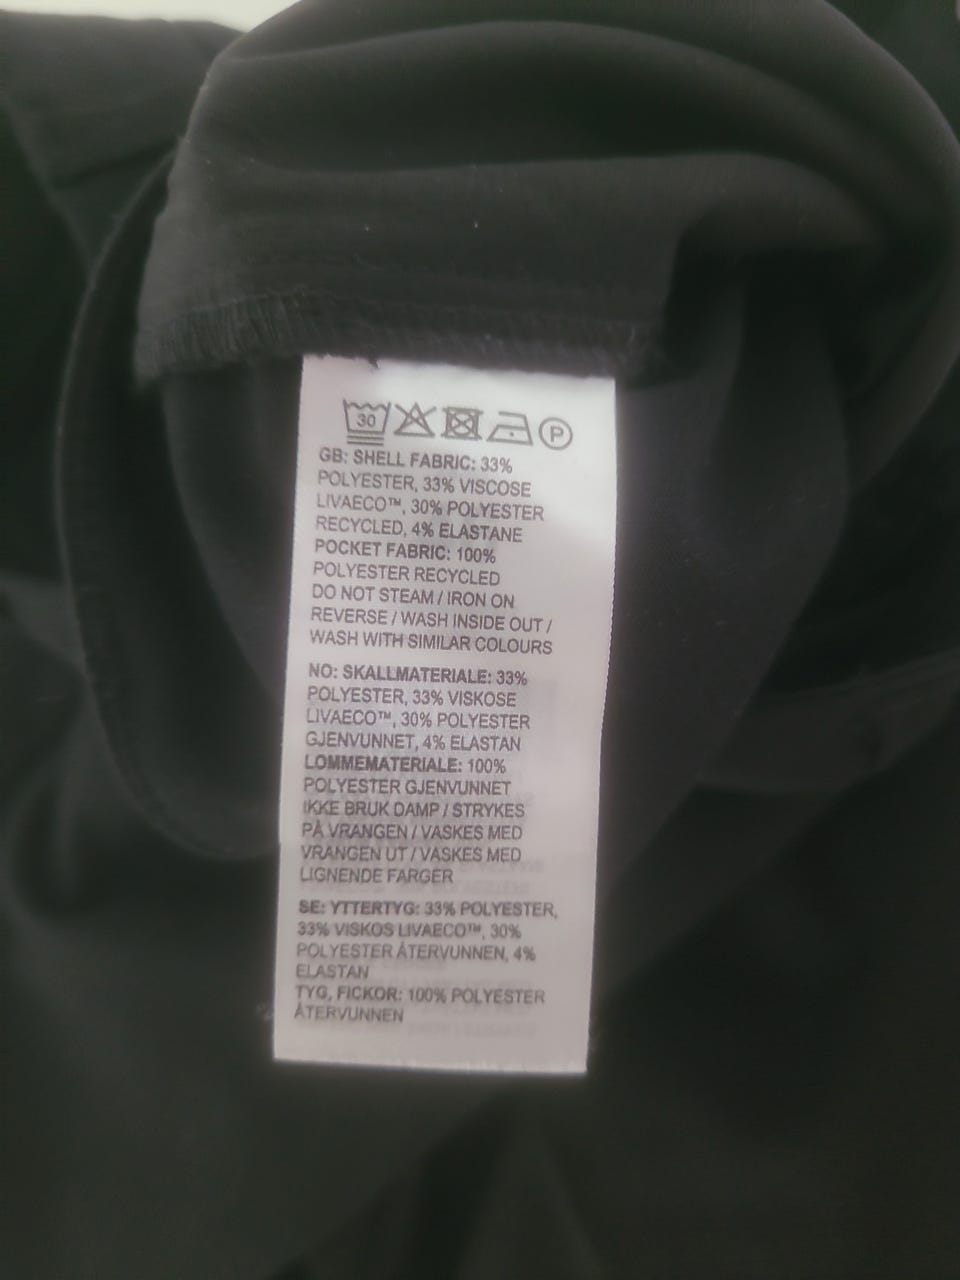 30
P
GB: SHELL FABRIC: 33%
POLYESTER, 33% VISCOSE
LIVAECO™, 30% POLYESTER
RECYCLED, 4% ELASTANE
POCKET FABRIC: 100%
POLYESTER RECYCLED
DO NOT STEAM / IRON ON
REVERSE / WASH INSIDE OUT /
WASH WITH SIMILAR COLOURS
NO: SKALLMATERIALE: 33%
POLYESTER, 33% VISKOSE
LIVAECO™, 30% POLYESTER
GJENVUNNET, 4% ELASTAN
LOMMEMATERIALE: 100%
POLYESTER GJENVUNNET
IKKE BRUK DAMP / STRYKES
PÅ VRANGEN / VASKES MED
VRANGEN UT / VASKES MED
LIGNENDE FARGER
SE: YTTERTYG: 33% POLYESTER,
33% VISKOS LIVAECO™, 30%
POLYESTER ÅTERVUNNEN, 4%
ELASTAN
TYG, FICKOR: 100% POLYESTER
ÅTERVUNNEN